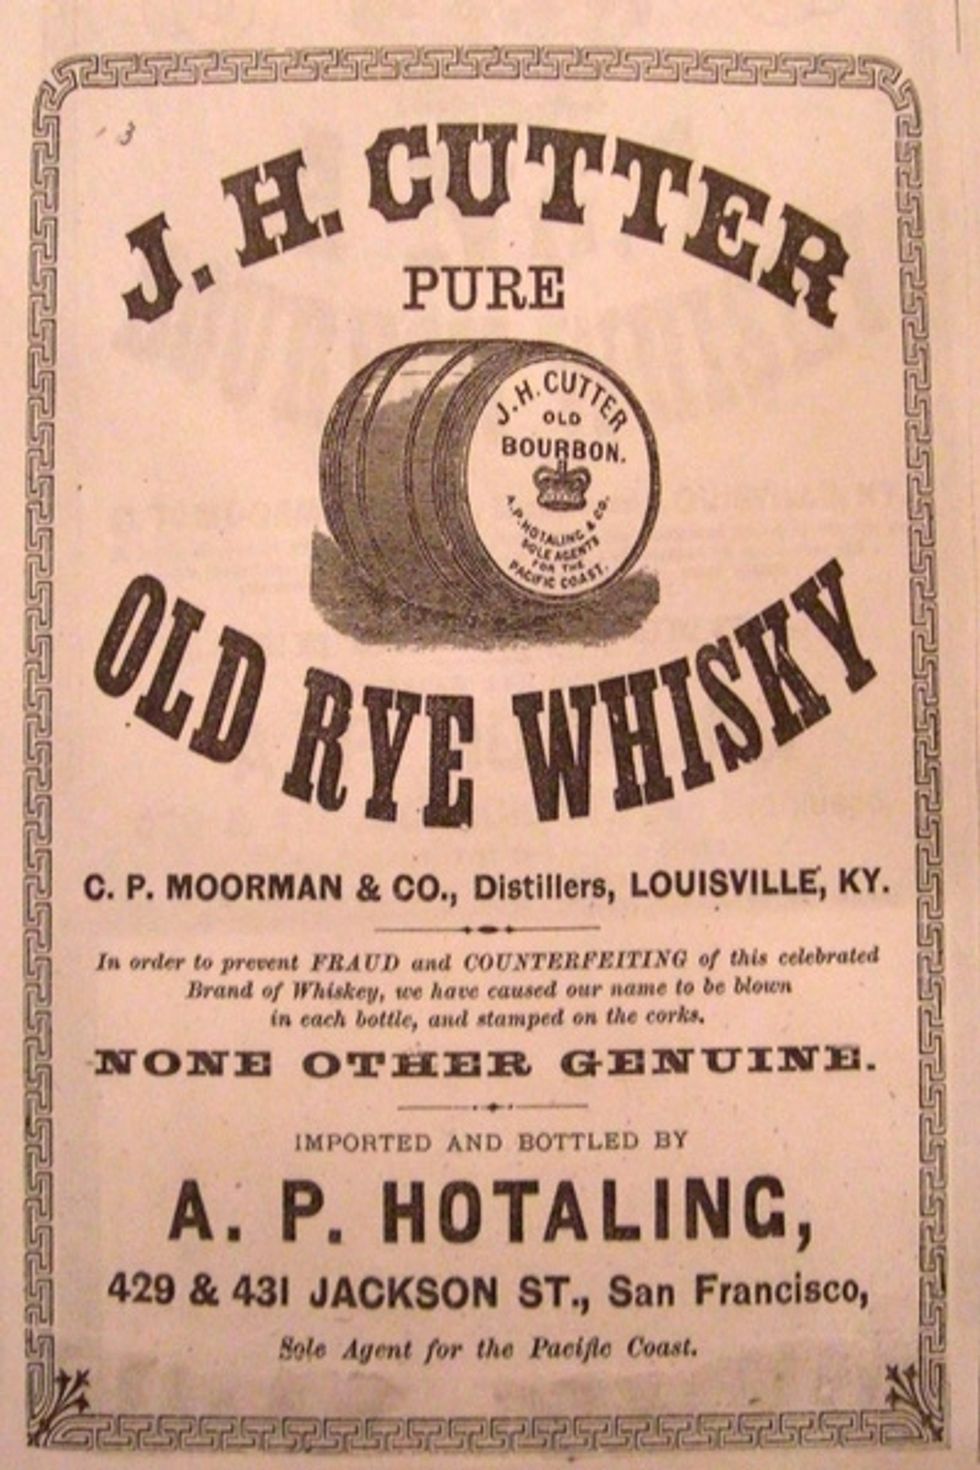 3
J. H. CUTTER
PURE
J. H. CUTTER
OLD
BOURBON.
A. P. HOTALING & CO.
SOLE AGENTS
FOR THE
PACIFIC COAST.
OLD RYE WHISKY
C. P. MOORMAN & CO., Distillers, LOUISVILLE, KY.
In order to prevent FRAUD and COUNTERFEITING of this celebrated
Brand of Whiskey, we have caused our name to be blown
in each bottle, and stamped on the corks.
NONE OTHER GENUINE.
IMPORTED AND BOTTLED BY
A. P. HOTALING,
429 & 431 JACKSON ST., San Francisco,
Sole Agent for the Pacific Coast.